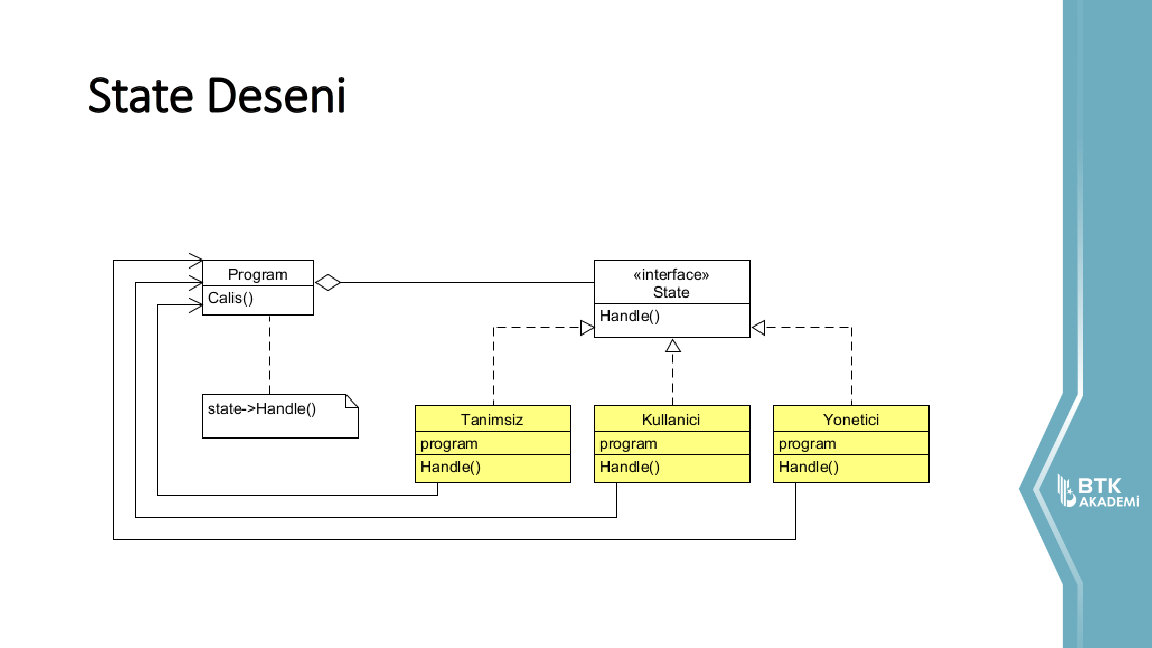 State Deseni
Program
Calis()
«interface»
State
Handle()
state->Handle()
Tanimsiz
program
Handle()
Kullanici
program
Handle()
Yonetici
program
Handle()
BTK
AKADEMİ